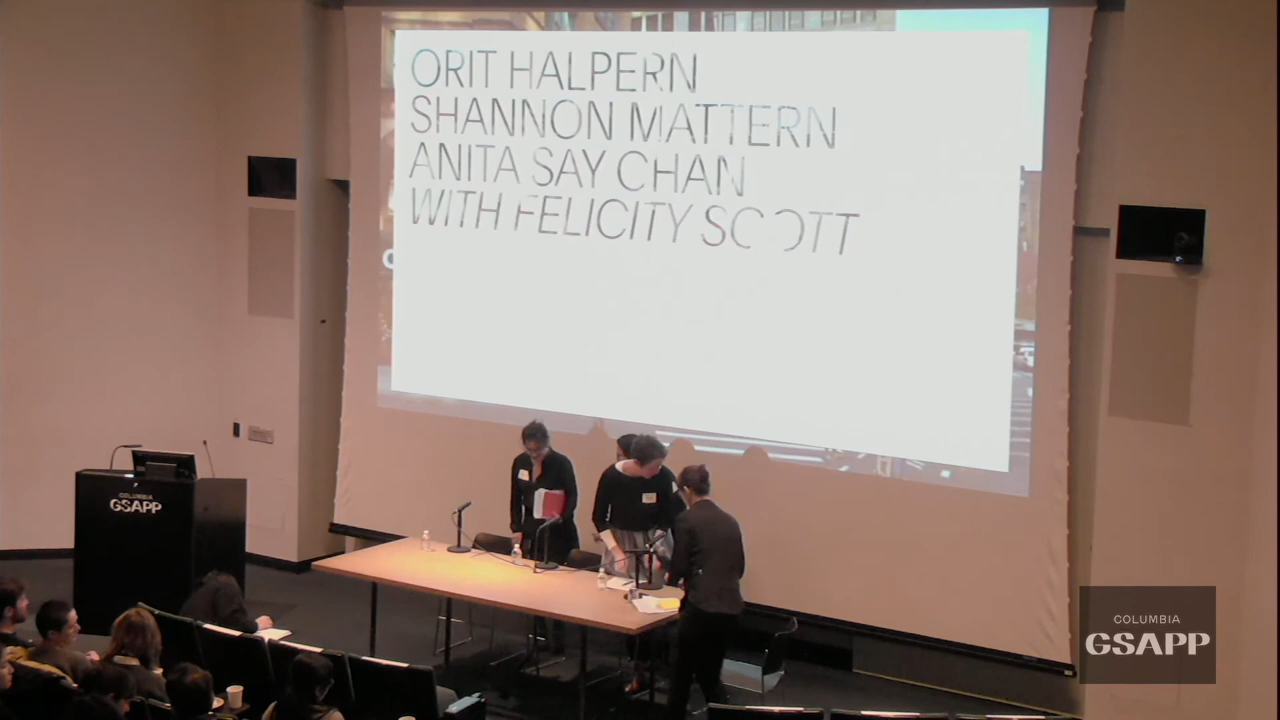 ORIT HALPERN
SHANNON MATTERN
ANITA SAY CHAN
WITH FELICITY SCOTT
COLUMBIA
GSAPP
COLUMBIA
GSAPP